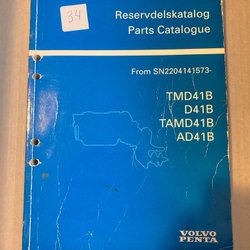 34
Reservdelskatalog
Parts Catalogue
From SN2204141573-
TMD41B
D41B
TAMD41B
AD41B
VOLVO
PENTA